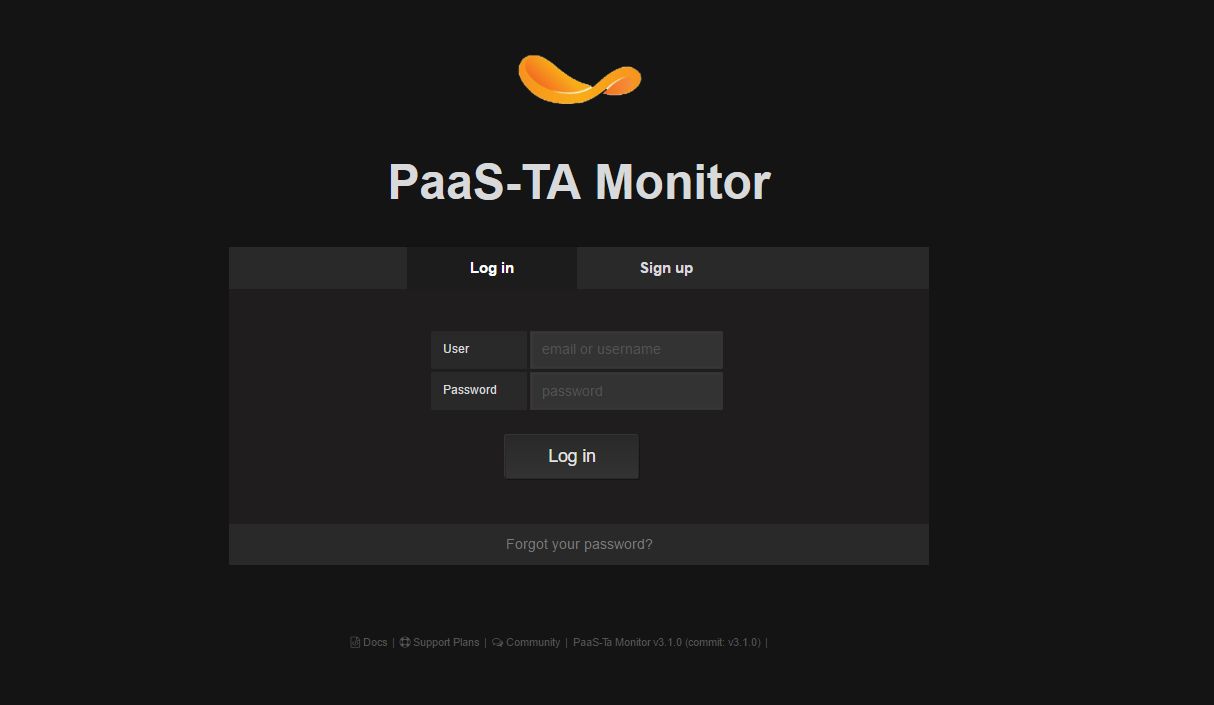 PaaS-TA Monitor
Log in Sign up
User email or username
Password password
Log in
Forgot your password?
Docs | Support Plans | Community | PaaS-Ta Monitor v3.1.0 (commit: v3.1.0) |